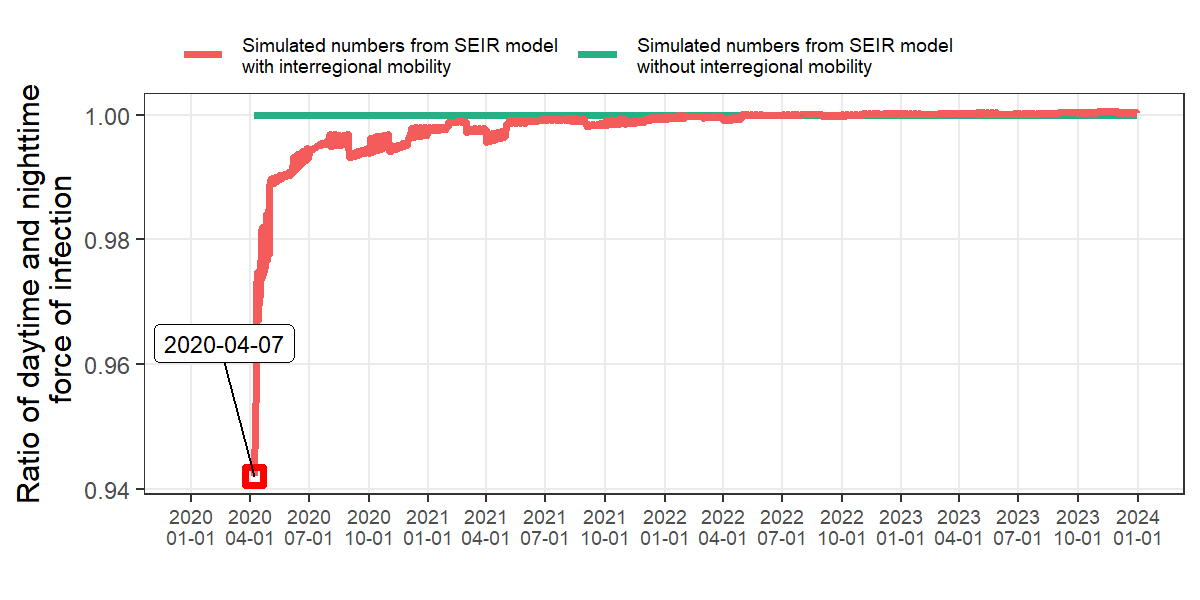 Simulated numbers from SEIR model
with interregional mobility
Simulated numbers from SEIR model
without interregional mobility
Ratio of daytime and nighttime
force of infection
1.00
0.98
0.96
0.94
2020-04-07
2020 2020 2020 2020 2021 2021 2021 2021 2022 2022 2022 2022 2023 2023 2023 2023 2024
01-01 04-01 07-01 10-01 01-01 04-01 07-01 10-01 01-01 04-01 07-01 10-01 01-01 04-01 07-01 10-01 01-01